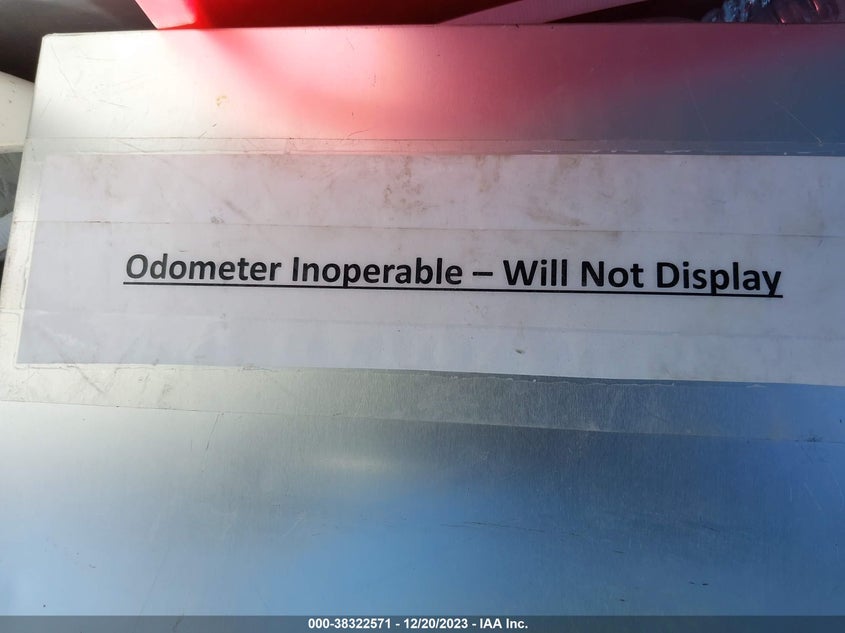 Odometer Inoperable – Will Not Display
000-38322571 - 12/20/2023 - IAA Inc.